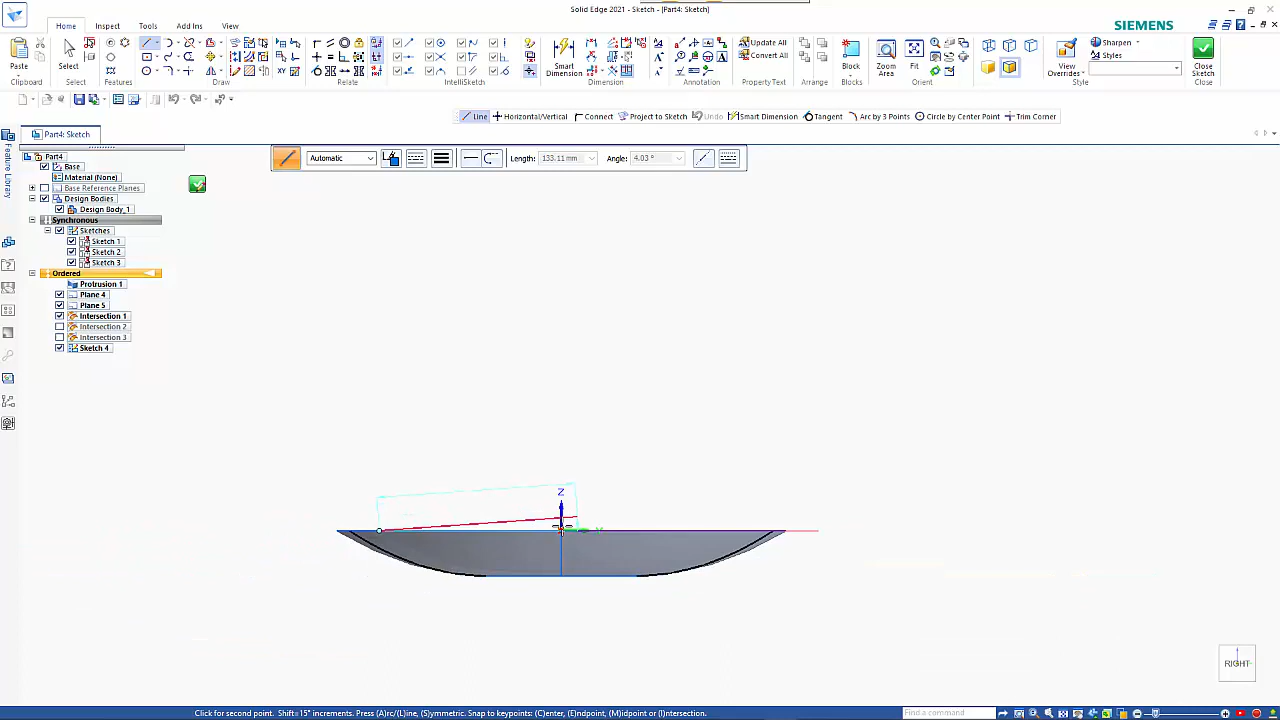 Solid Edge 2021 - Sketch - [Part4: Sketch]
Home Inspect Tools Add Ins View
SIEMENS
Paste
Select
Smart Dimension
Update All
Convert All
Block
Zoom Area
Fit
View Overrides
Sharpen
Styles
Close Sketch
Clipboard Select Features Draw IntelliSketch Dimension Annotation PropertyText Arrange Blocks Orient Style Close
Line Horizontal/Vertical Connect Project to Sketch Undo Smart Dimension Tangent Arc by 3 Points Circle by Center Point Trim Corner
Part4: Sketch
Feature Library
Automatic Length: 133.11 mm Angle: 4.03 °
Part4
Base
Material (None)
Base Reference Planes
Design Bodies
Design Body_1
Synchronous
Sketches
Sketch 1
Sketch 2
Sketch 3
Ordered
Protrusion 1
Plane 4
Plane 5
Intersection 1
Intersection 2
Intersection 3
Sketch 4
Z
RIGHT
Click for second point. Shift=15° increments. Press (A)rc/(L)ine, (S)ymmetric. Snap to keypoints: (C)enter, (E)ndpoint, (M)idpoint or (I)ntersection.
Find a command